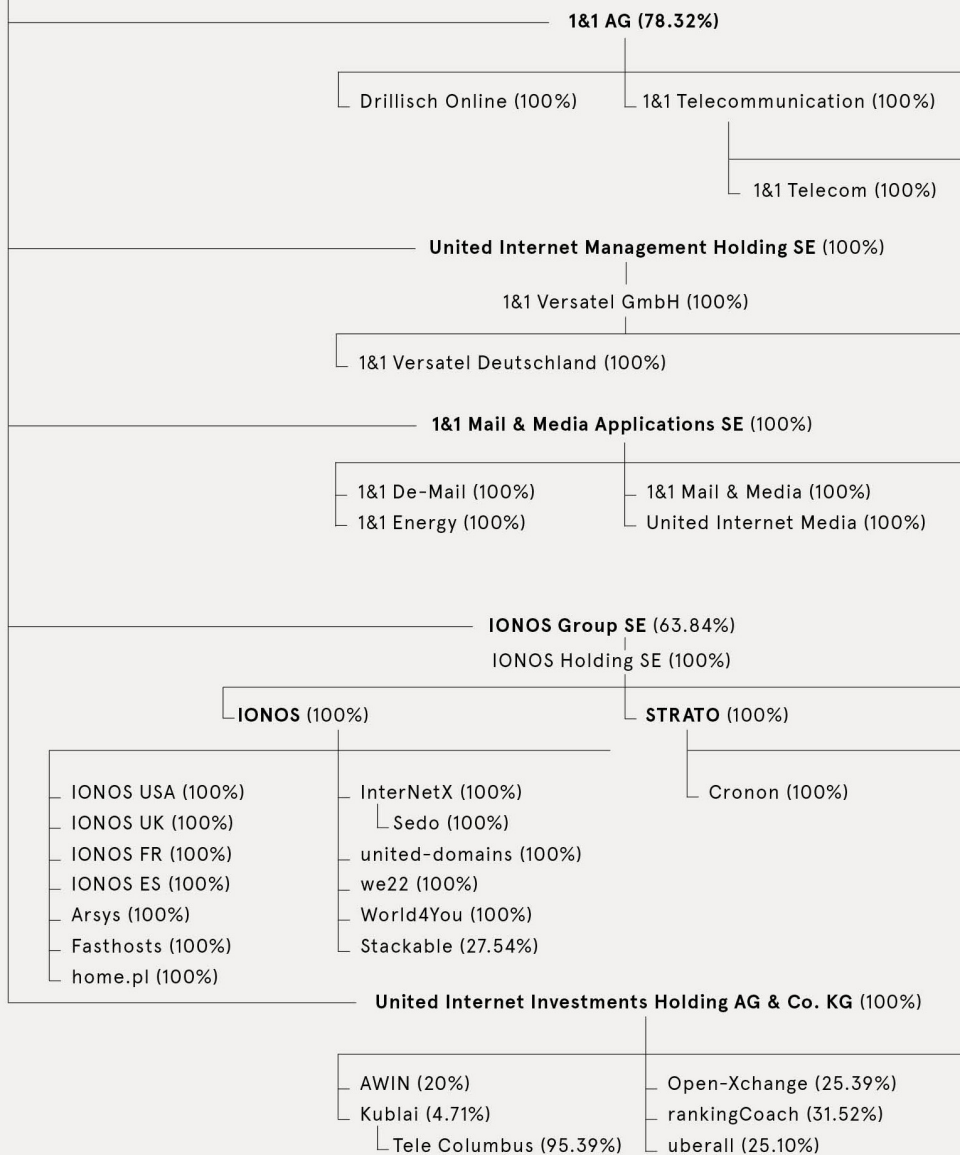 1&1 AG (78.32%)
Drillisch Online (100%)
1&1 Telecommunication (100%)
1&1 Telecom (100%)
United Internet Management Holding SE (100%)
1&1 Versatel GmbH (100%)
1&1 Versatel Deutschland (100%)
1&1 Mail & Media Applications SE (100%)
1&1 De-Mail (100%)
1&1 Energy (100%)
1&1 Mail & Media (100%)
United Internet Media (100%)
IONOS Group SE (63.84%)
IONOS Holding SE (100%)
IONOS (100%)
IONOS USA (100%)
IONOS UK (100%)
IONOS FR (100%)
IONOS ES (100%)
Arsys (100%)
Fasthosts (100%)
home.pl (100%)
InterNetX (100%)
Sedo (100%)
united-domains (100%)
we22 (100%)
World4You (100%)
Stackable (27.54%)
STRATO (100%)
Cronon (100%)
United Internet Investments Holding AG & Co. KG (100%)
AWIN (20%)
Kublai (4.71%)
Tele Columbus (95.39%)
Open-Xchange (25.39%)
rankingCoach (31.52%)
uberall (25.10%)